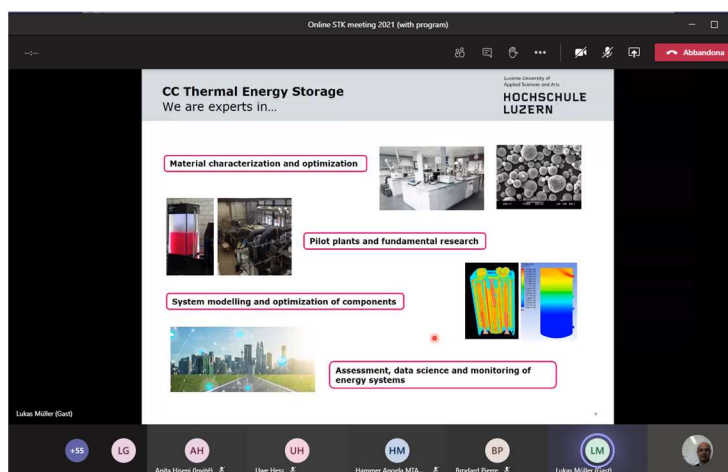 Online STK meeting 2021 (with program)
--:--
Abbandona
CC Thermal Energy Storage
We are experts in...
Lucerne University of
Applied Sciences and Arts
HOCHSCHULE
LUZERN
Material characterization and optimization
Pilot plants and fundamental research
System modelling and optimization of components
Assessment, data science and monitoring of
energy systems
Lukas Müller (Gast)
+55
LG
AH
UH
HM
BP
LM
Anita Hiseni (Invité)
Uwe Hess
Hammer Angela MTA...
Brodard Pierre
Lukas Müller (Gast)